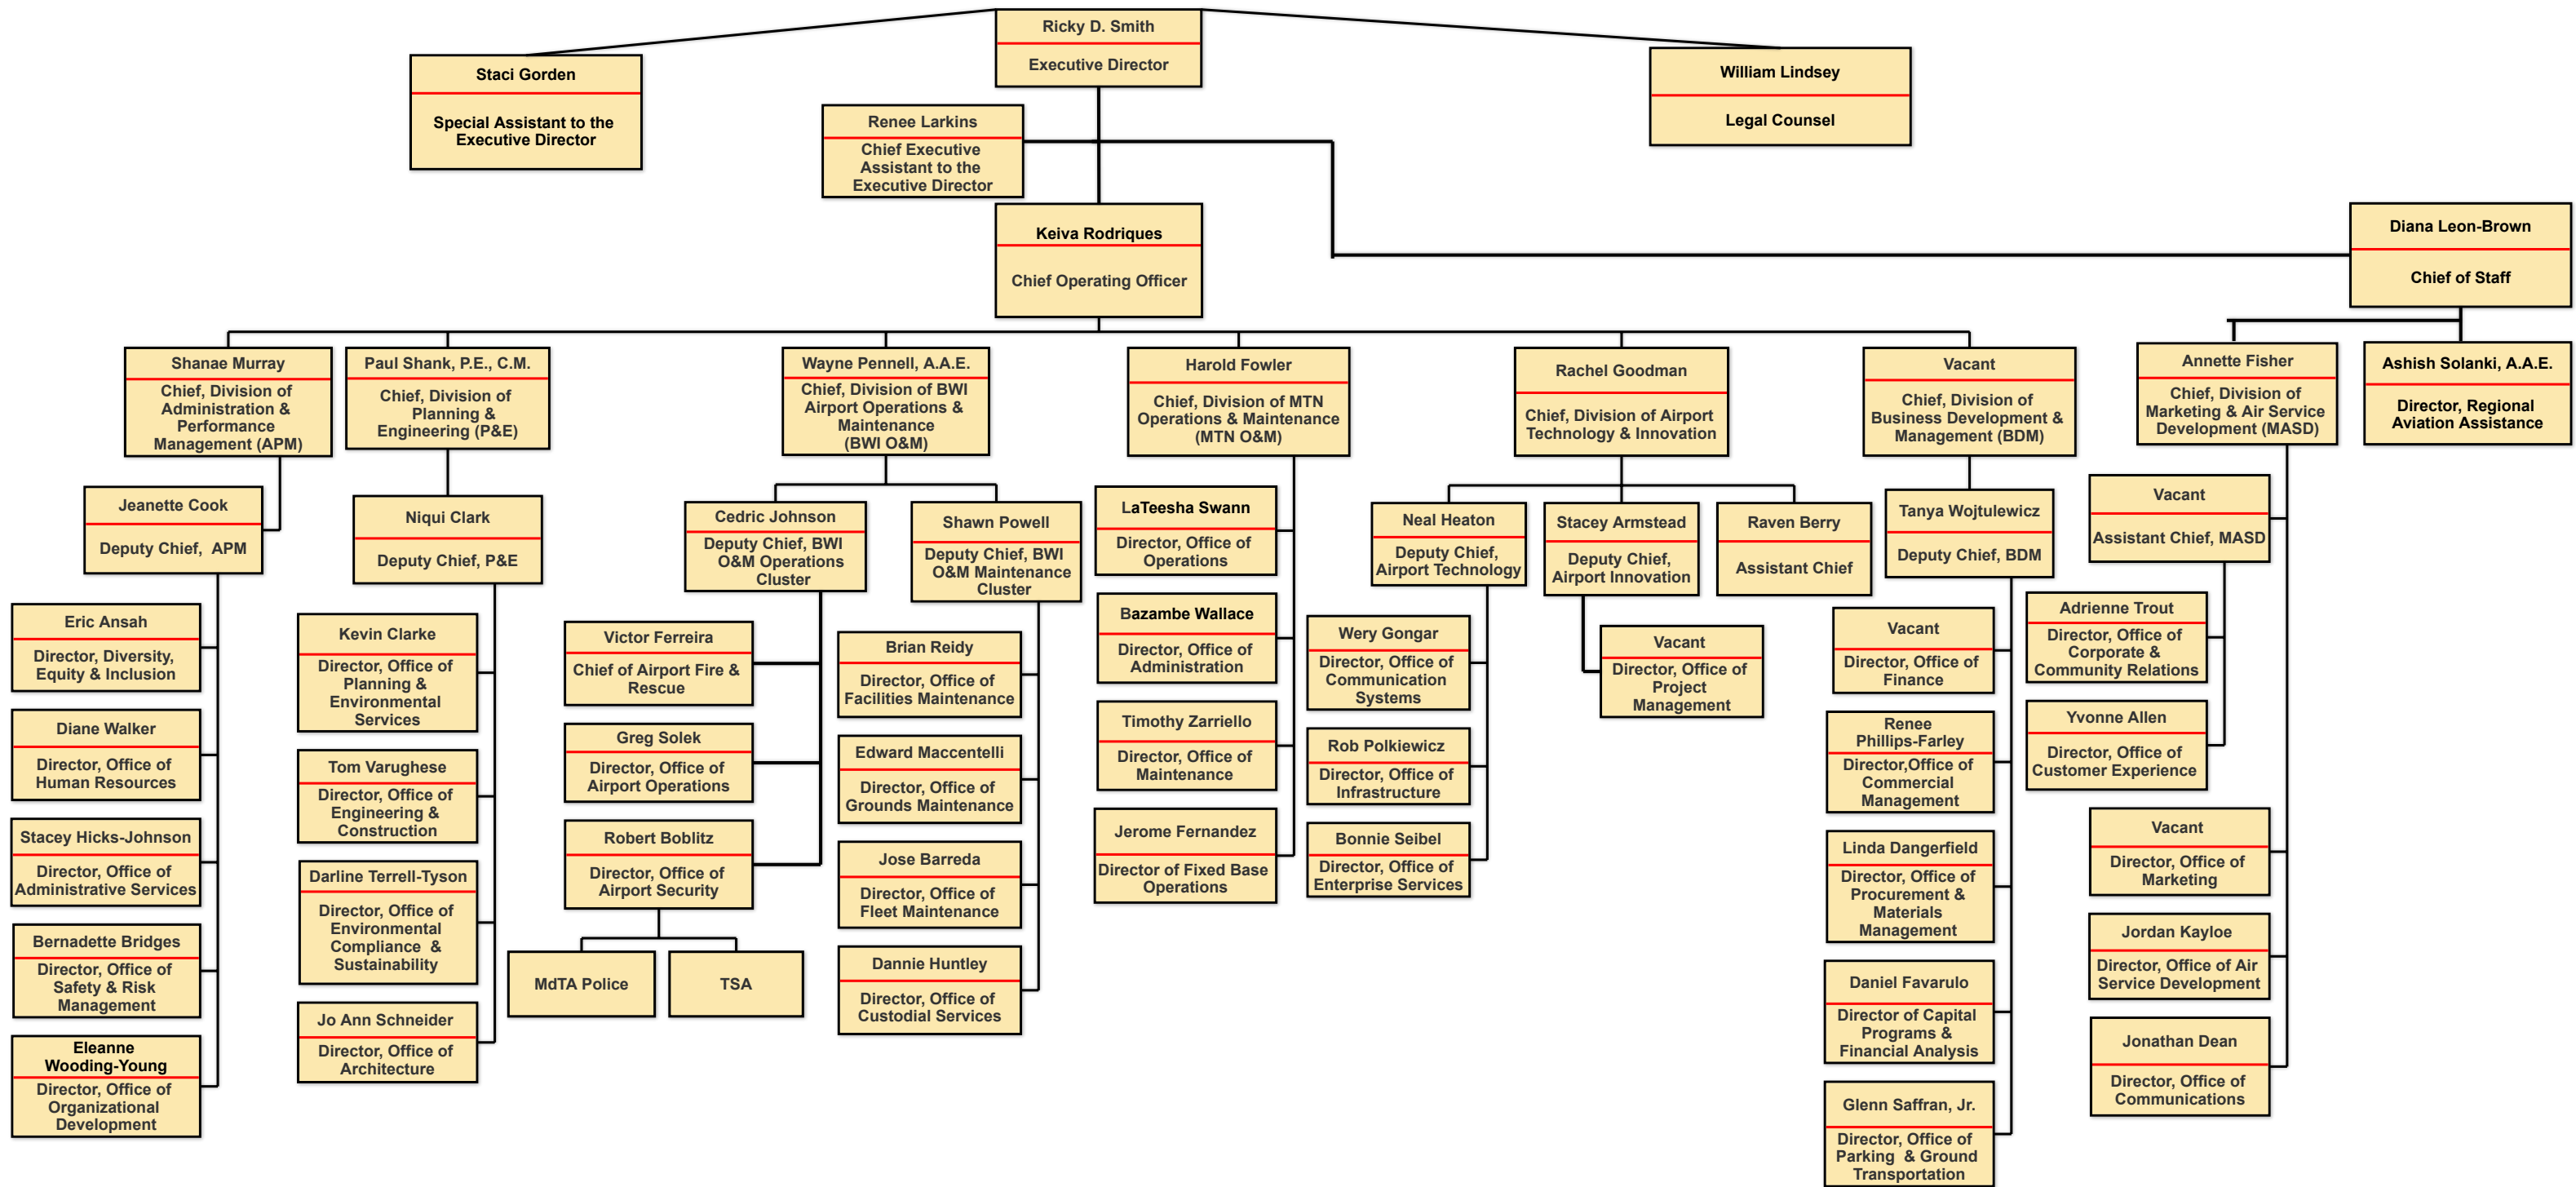 Ricky D. Smith
Executive Director
Staci Gorden
Special Assistant to the
Executive Director
William Lindsey
Legal Counsel
Renee Larkins
Chief Executive
Assistant to the
Executive Director
Keiva Rodriques
Chief Operating Officer
Diana Leon-Brown
Chief of Staff
Shanae Murray
Chief, Division of
Administration &
Performance
Management (APM)
Jeanette Cook
Deputy Chief, APM
Eric Ansah
Director, Diversity,
Equity & Inclusion
Diane Walker
Director, Office of
Human Resources
Stacey Hicks-Johnson
Director, Office of
Administrative Services
Bernadette Bridges
Director, Office of
Safety & Risk
Management
Eleanne
Wooding-Young
Director, Office of
Organizational
Development
Paul Shank, P.E., C.M.
Chief, Division of
Planning &
Engineering (P&E)
Niqui Clark
Deputy Chief, P&E
Kevin Clarke
Director, Office of
Planning &
Environmental
Services
Tom Varughese
Director, Office of
Engineering &
Construction
Darline Terrell-Tyson
Director, Office of
Environmental
Compliance &
Sustainability
Jo Ann Schneider
Director, Office of
Architecture
Wayne Pennell, A.A.E.
Chief, Division of BWI
Airport Operations &
Maintenance
(BWI O&M)
Cedric Johnson
Deputy Chief, BWI
O&M Operations
Cluster
Victor Ferreira
Chief of Airport Fire &
Rescue
Greg Solek
Director, Office of
Airport Operations
Robert Boblitz
Director, Office of
Airport Security
MdTA Police
TSA
Shawn Powell
Deputy Chief, BWI
O&M Maintenance
Cluster
Brian Reidy
Director, Office of
Facilities Maintenance
Edward Maccentelli
Director, Office of
Grounds Maintenance
Jose Barreda
Director, Office of
Fleet Maintenance
Dannie Huntley
Director, Office of
Custodial Services
Harold Fowler
Chief, Division of MTN
Operations & Maintenance
(MTN O&M)
LaTeesha Swann
Director, Office of
Operations
Bazambe Wallace
Director, Office of
Administration
Timothy Zarriello
Director, Office of
Maintenance
Jerome Fernandez
Director of Fixed Base
Operations
Rachel Goodman
Chief, Division of Airport
Technology & Innovation
Neal Heaton
Deputy Chief,
Airport Technology
Wery Gongar
Director, Office of
Communication
Systems
Rob Polkiewicz
Director, Office of
Infrastructure
Bonnie Seibel
Director, Office of
Enterprise Services
Stacey Armstead
Deputy Chief,
Airport Innovation
Vacant
Director, Office of
Project
Management
Raven Berry
Assistant Chief
Vacant
Chief, Division of
Business Development &
Management (BDM)
Tanya Wojtulewicz
Deputy Chief, BDM
Vacant
Director, Office of
Finance
Renee
Phillips-Farley
Director,Office of
Commercial
Management
Linda Dangerfield
Director, Office of
Procurement &
Materials
Management
Daniel Favarulo
Director of Capital
Programs &
Financial Analysis
Glenn Saffran, Jr.
Director, Office of
Parking & Ground
Transportation
Annette Fisher
Chief, Division of
Marketing & Air Service
Development (MASD)
Vacant
Assistant Chief, MASD
Adrienne Trout
Director, Office of
Corporate &
Community Relations
Yvonne Allen
Director, Office of
Customer Experience
Vacant
Director, Office of
Marketing
Jordan Kayloe
Director, Office of Air
Service Development
Jonathan Dean
Director, Office of
Communications
Ashish Solanki, A.A.E.
Director, Regional
Aviation Assistance